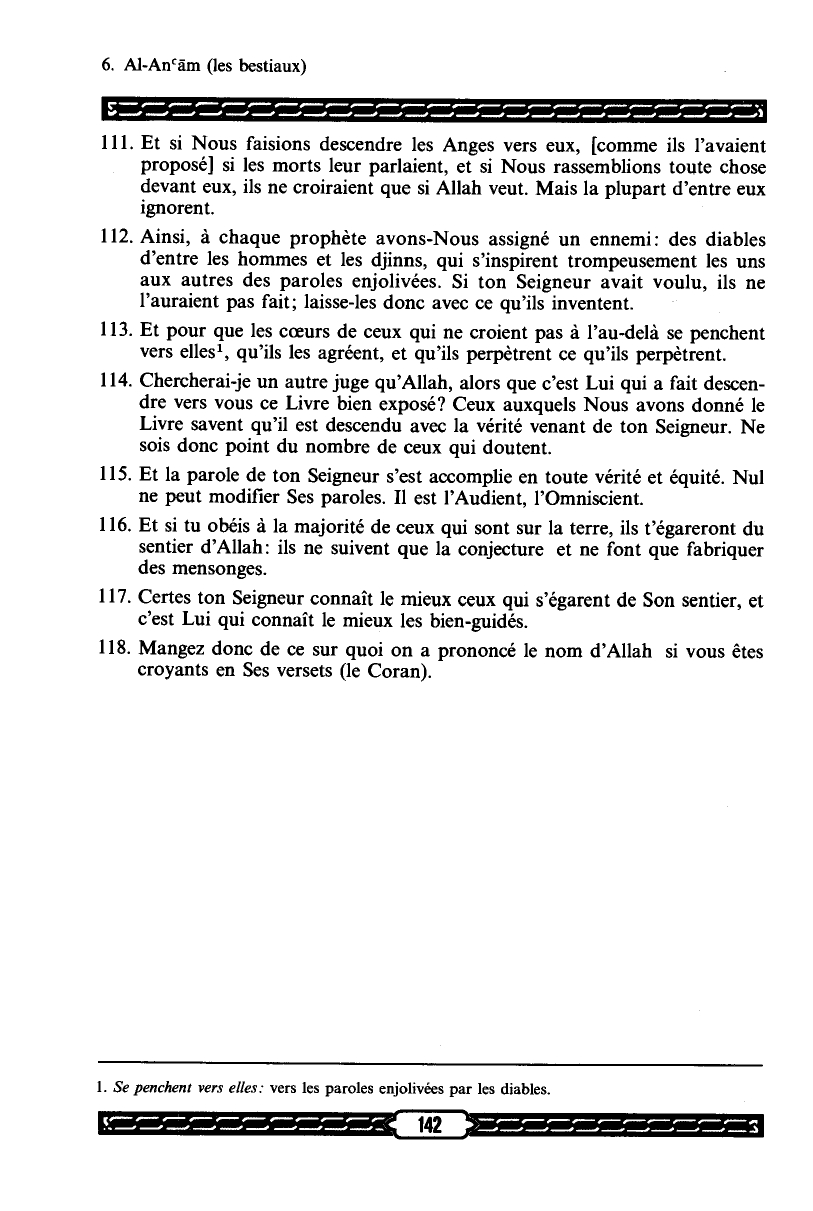 6. Al-Anʿām (les bestiaux)
111. Et si Nous faisions descendre les Anges vers eux, [comme ils l’avaient
proposé] si les morts leur parlaient, et si Nous rassemblions toute chose
devant eux, ils ne croiraient que si Allah veut. Mais la plupart d’entre eux
ignorent.
112. Ainsi, à chaque prophète avons-Nous assigné un ennemi: des diables
d’entre les hommes et les djinns, qui s’inspirent trompeusement les uns
aux autres des paroles enjolivées. Si ton Seigneur avait voulu, ils ne
l’auraient pas fait; laisse-les donc avec ce qu’ils inventent.
113. Et pour que les cœurs de ceux qui ne croient pas à l’au-delà se penchent
vers elles¹, qu’ils les agréent, et qu’ils perpètrent ce qu’ils perpètrent.
114. Chercherai-je un autre juge qu’Allah, alors que c’est Lui qui a fait descen-
dre vers vous ce Livre bien exposé? Ceux auxquels Nous avons donné le
Livre savent qu’il est descendu avec la vérité venant de ton Seigneur. Ne
sois donc point du nombre de ceux qui doutent.
115. Et la parole de ton Seigneur s’est accomplie en toute vérité et équité. Nul
ne peut modifier Ses paroles. Il est l’Audient, l’Omniscient.
116. Et si tu obéis à la majorité de ceux qui sont sur la terre, ils t’égareront du
sentier d’Allah: ils ne suivent que la conjecture et ne font que fabriquer
des mensonges.
117. Certes ton Seigneur connaît le mieux ceux qui s’égarent de Son sentier, et
c’est Lui qui connaît le mieux les bien-guidés.
118. Mangez donc de ce sur quoi on a prononcé le nom d’Allah si vous êtes
croyants en Ses versets (le Coran).
1. Se penchent vers elles: vers les paroles enjolivées par les diables.
142